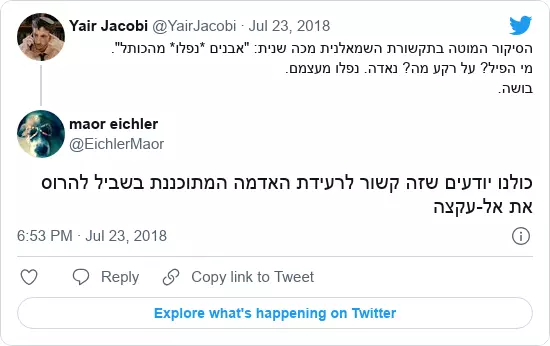 Yair Jacobi @YairJacobi · Jul 23, 2018
הסיקור המוטה בתקשורת השמאלנית מכה שנית: "אבנים *נפלו* מהכותל".
מי הפיל? על רקע מה? נאדה. נפלו מעצמם.
בושה.
maor eichler
@EichlerMaor
כולנו יודעים שזה קשור לרעידת האדמה המתוכננת בשביל להרוס
את אל-עקצה
6:53 PM · Jul 23, 2018
Reply
Copy link to Tweet
Explore what's happening on Twitter